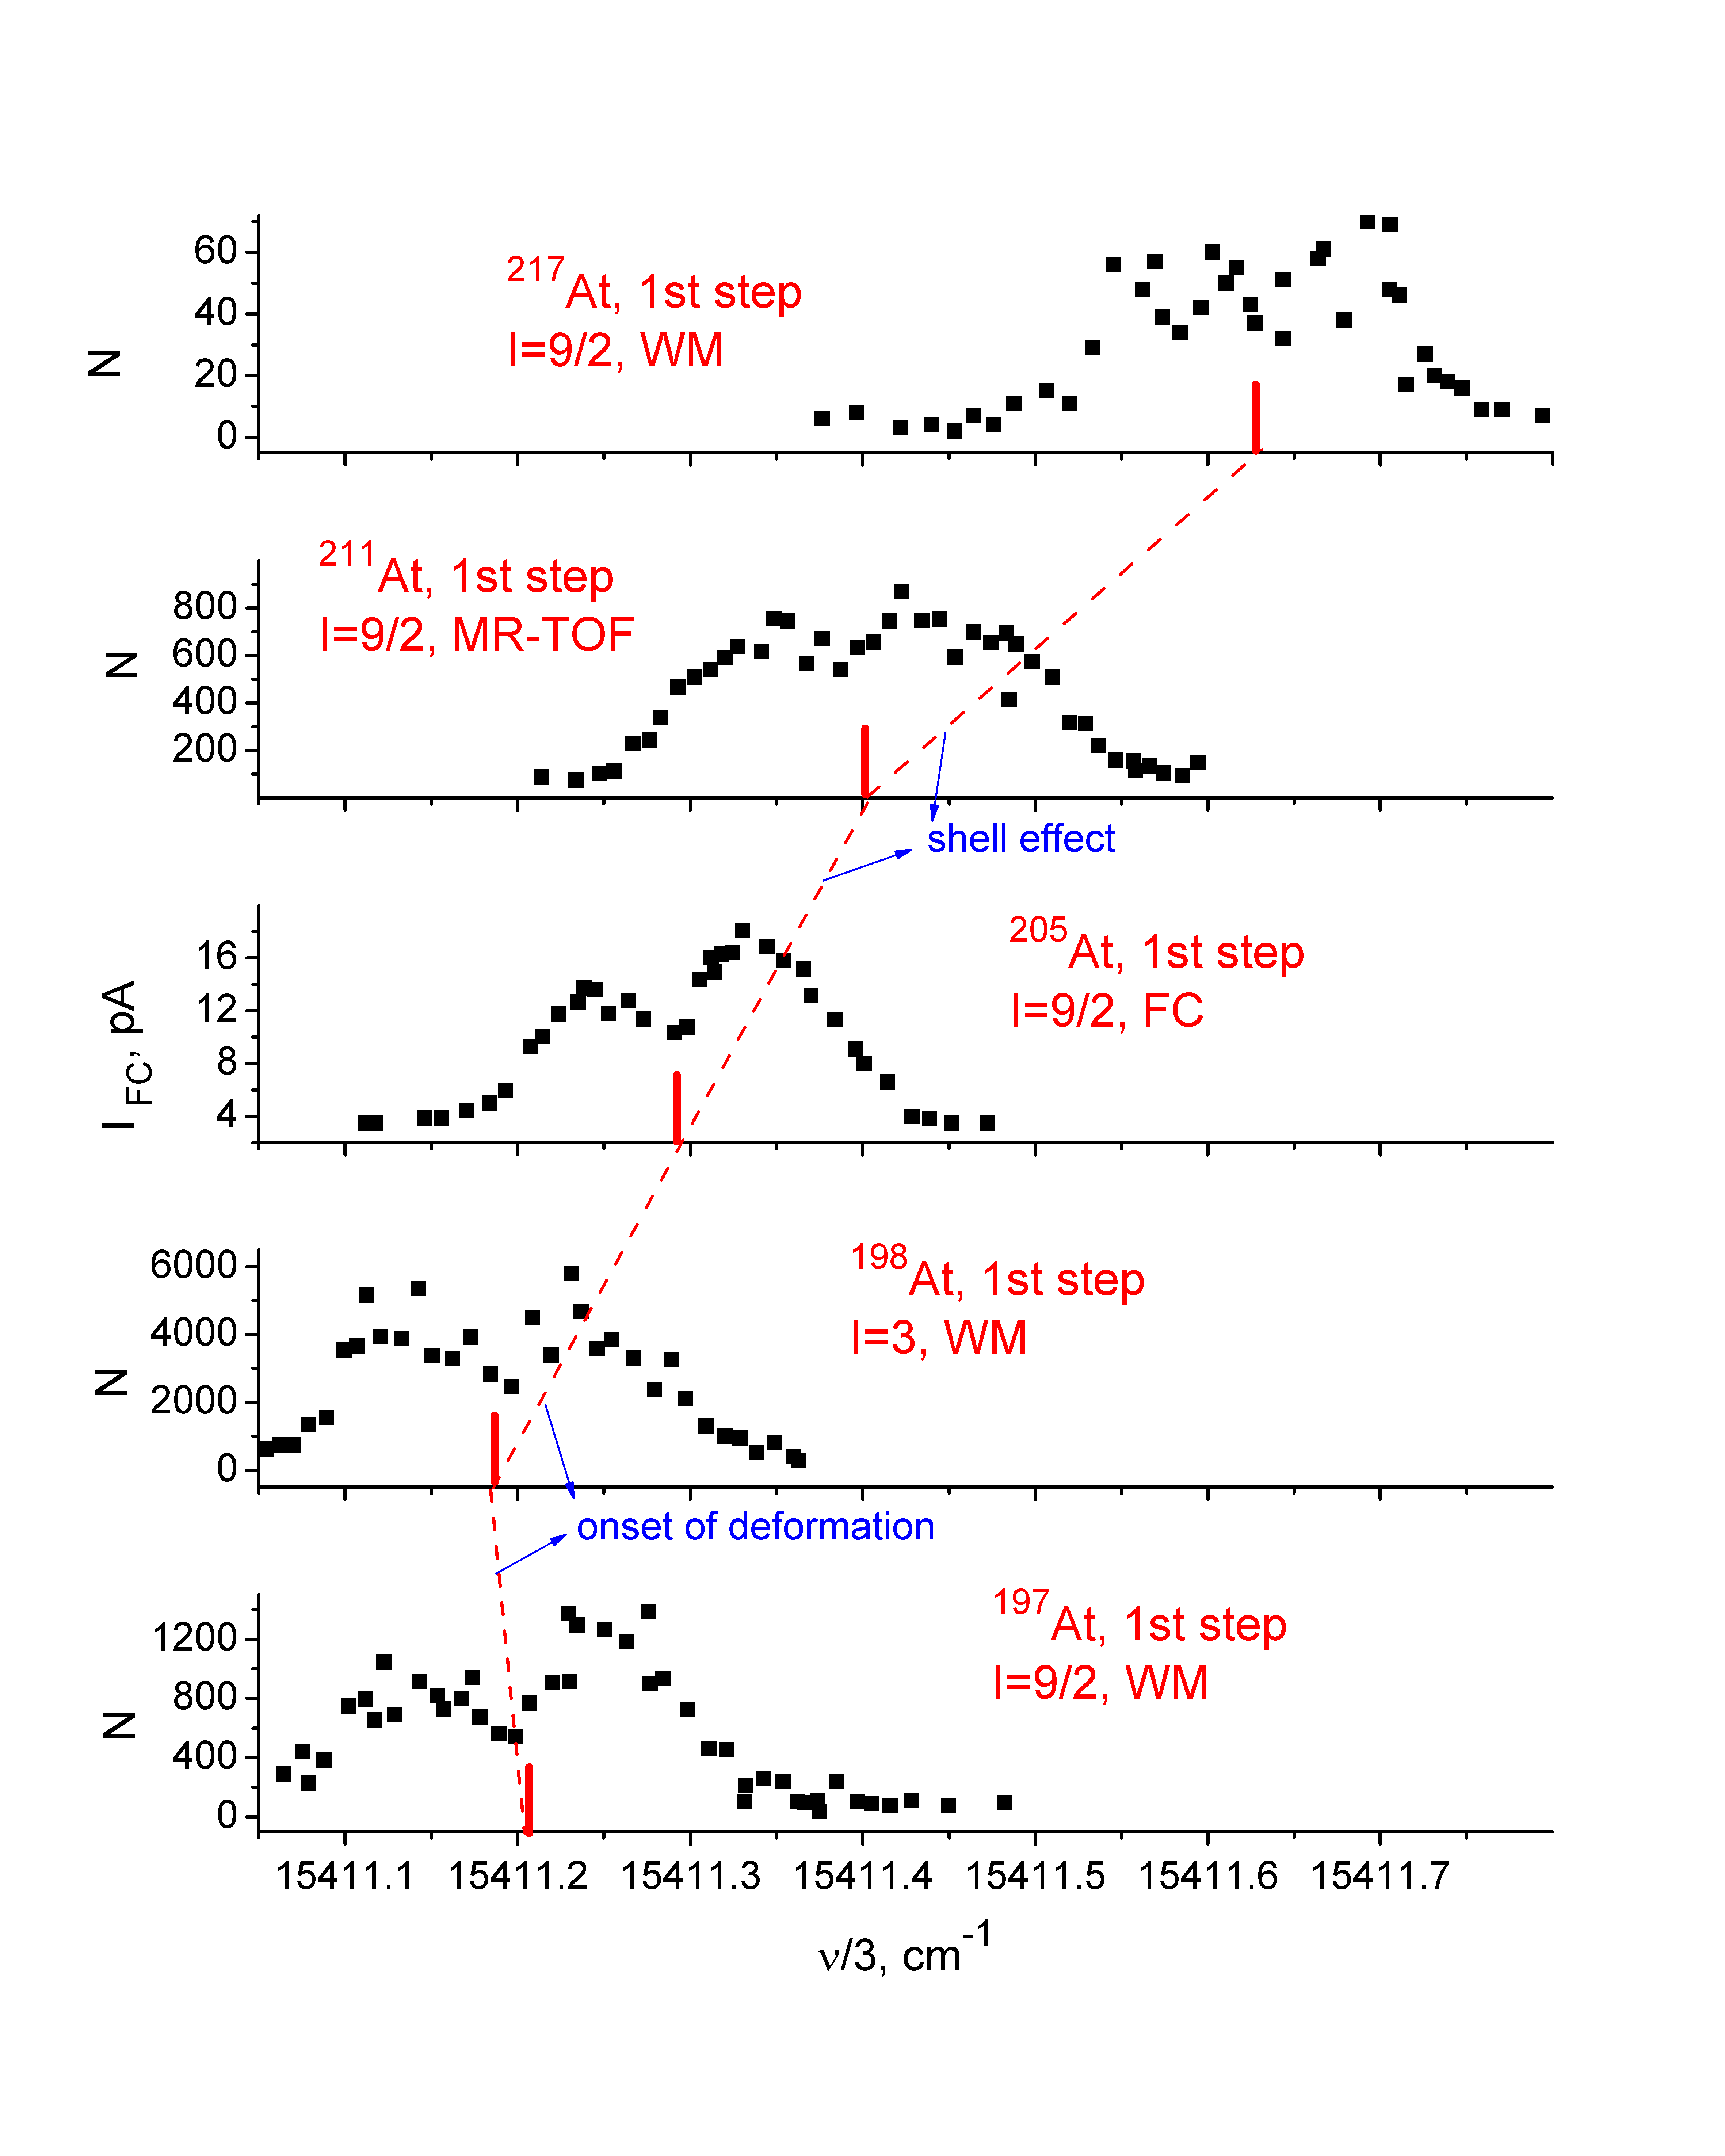 217At, 1st step
I=9/2, WM
60
40
20
0
N
211At, 1st step
I=9/2, MR-TOF
800
600
400
200
N
shell effect
205At, 1st step
I=9/2, FC
16
12
8
4
I FC, pA
198At, 1st step
I=3, WM
6000
4000
2000
0
N
onset of deformation
197At, 1st step
I=9/2, WM
1200
800
400
0
N
15411.1 15411.2 15411.3 15411.4 15411.5 15411.6 15411.7
ν/3, cm-1